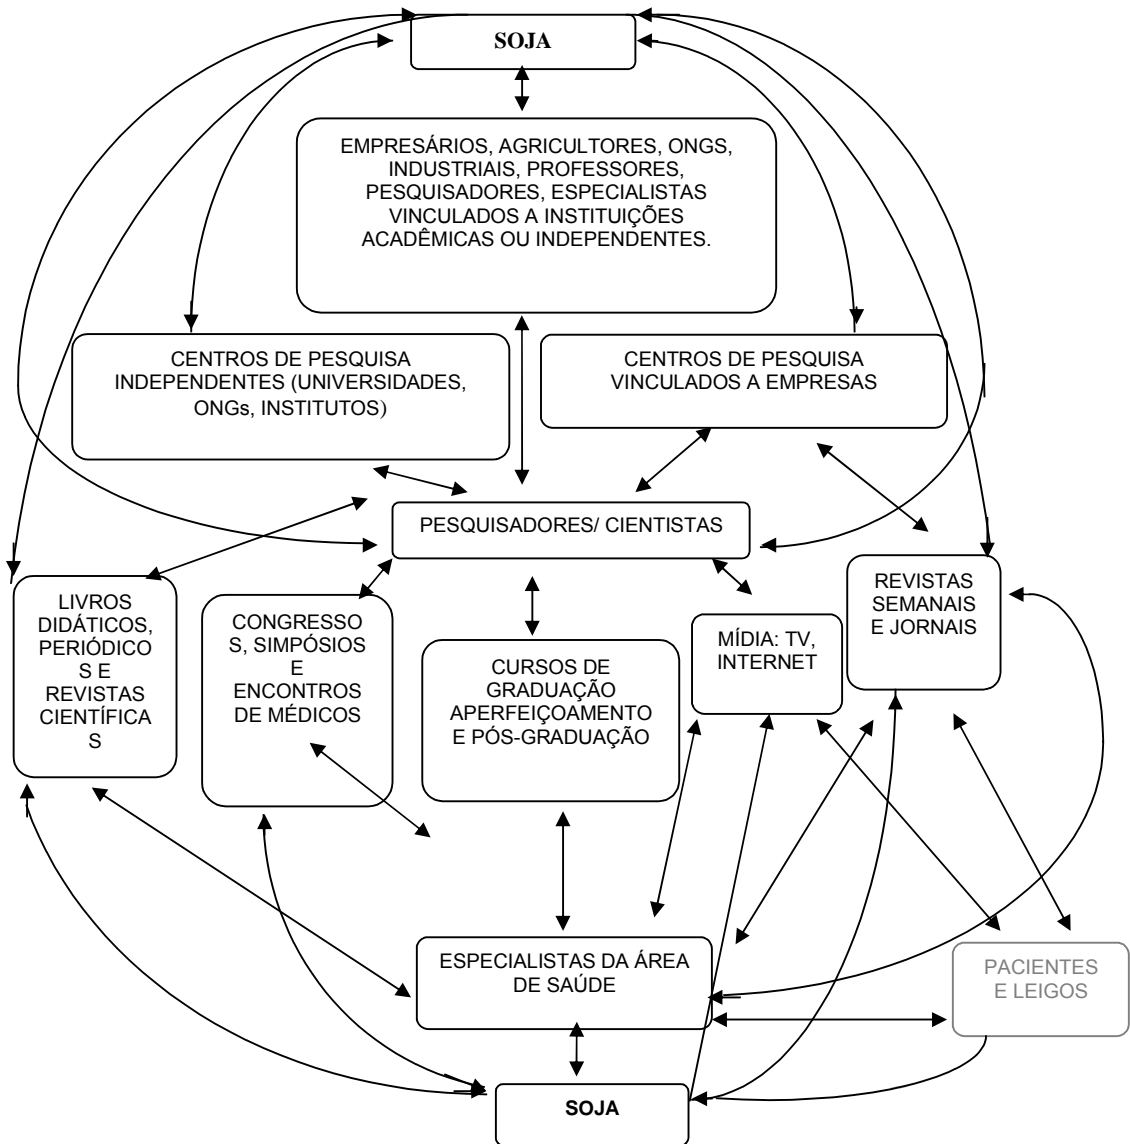 SOJA
EMPRESÁRIOS, AGRICULTORES, ONGS,
INDUSTRIAIS, PROFESSORES,
PESQUISADORES, ESPECIALISTAS
VINCULADOS A INSTITUIÇÕES
ACADÊMICAS OU INDEPENDENTES.
CENTROS DE PESQUISA
INDEPENDENTES (UNIVERSIDADES,
ONGs, INSTITUTOS)
CENTROS DE PESQUISA
VINCULADOS A EMPRESAS
PESQUISADORES/ CIENTISTAS
LIVROS
DIDÁTICOS,
PERIÓDICO
S E
REVISTAS
CIENTÍFICA
S
CONGRESSO
S, SIMPÓSIOS
E
ENCONTROS
DE MÉDICOS
CURSOS DE
GRADUAÇÃO
APERFEIÇOAMENTO
E PÓS-GRADUAÇÃO
MÍDIA: TV,
INTERNET
REVISTAS
SEMANAIS
E JORNAIS
ESPECIALISTAS DA ÁREA
DE SAÚDE
PACIENTES
E LEIGOS
SOJA